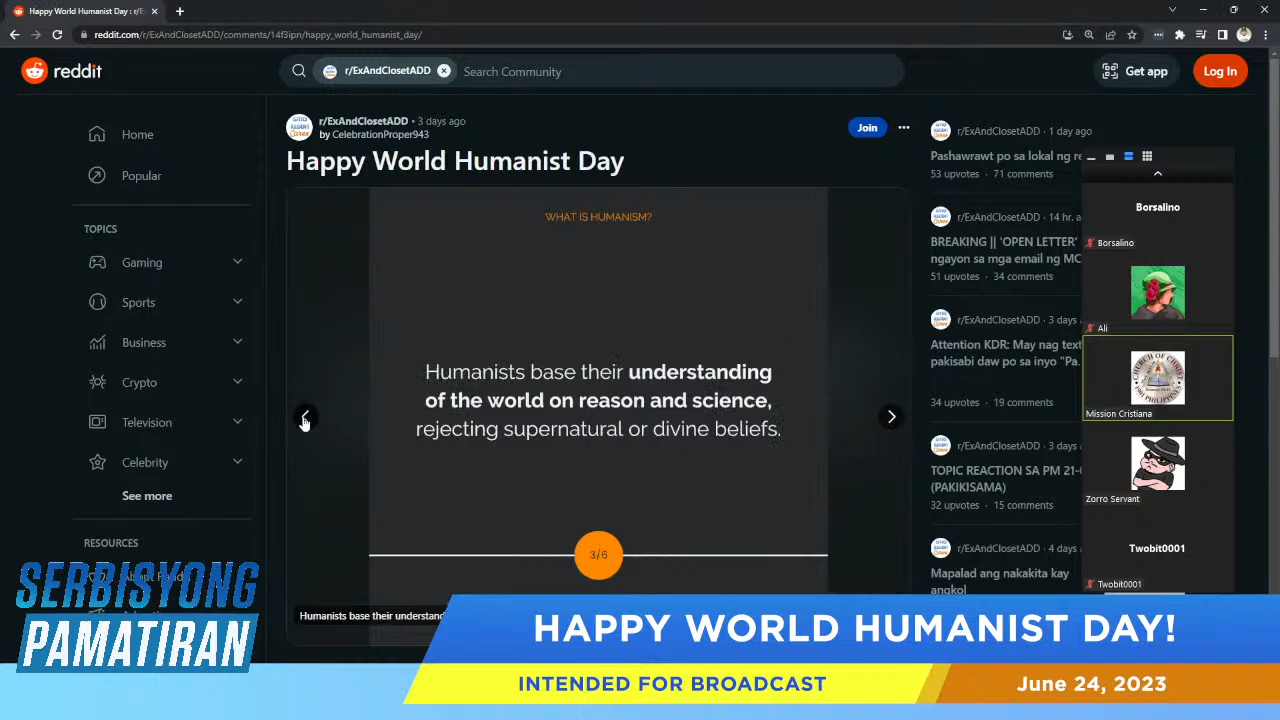 Happy World Humanist Day : r/E
reddit.com/r/ExAndClosetADD/comments/14f3ipn/happy_world_humanist_day/
reddit
r/ExAndClosetADD
Search Community
Get app
Log In
Home
Popular
TOPICS
Gaming
Sports
Business
Crypto
Television
Celebrity
See more
RESOURCES
About Reddit
r/ExAndClosetADD • 3 days ago
by CelebrationProper943
Join
Happy World Humanist Day
WHAT IS HUMANISM?
Humanists base their understanding
of the world on reason and science,
rejecting supernatural or divine beliefs.
3/6
Humanists base their understand
r/ExAndClosetADD · 1 day ago
Pashawrawt po sa lokal ng re
53 upvotes · 71 comments
r/ExAndClosetADD · 14 hr. a
BREAKING || 'OPEN LETTER'
ngayon sa mga email ng MC
51 upvotes · 34 comments
r/ExAndClosetADD · 3 days a
Attention KDR: May nag text
pakisabi daw po sa inyo "Pa.
34 upvotes · 19 comments
r/ExAndClosetADD · 3 days a
TOPIC REACTION SA PM 21-
(PAKIKISAMA)
32 upvotes · 15 comments
r/ExAndClosetADD · 4 days a
Mapalad ang nakakita kay
angkol
Borsalino
Borsalino
Ali
CHURCH OF CHRIST
Mission Cristiana
Zorro Servant
Twobit0001
Twobit0001
SERBISYONG
PAMATIRAN
HAPPY WORLD HUMANIST DAY!
INTENDED FOR BROADCAST
June 24, 2023